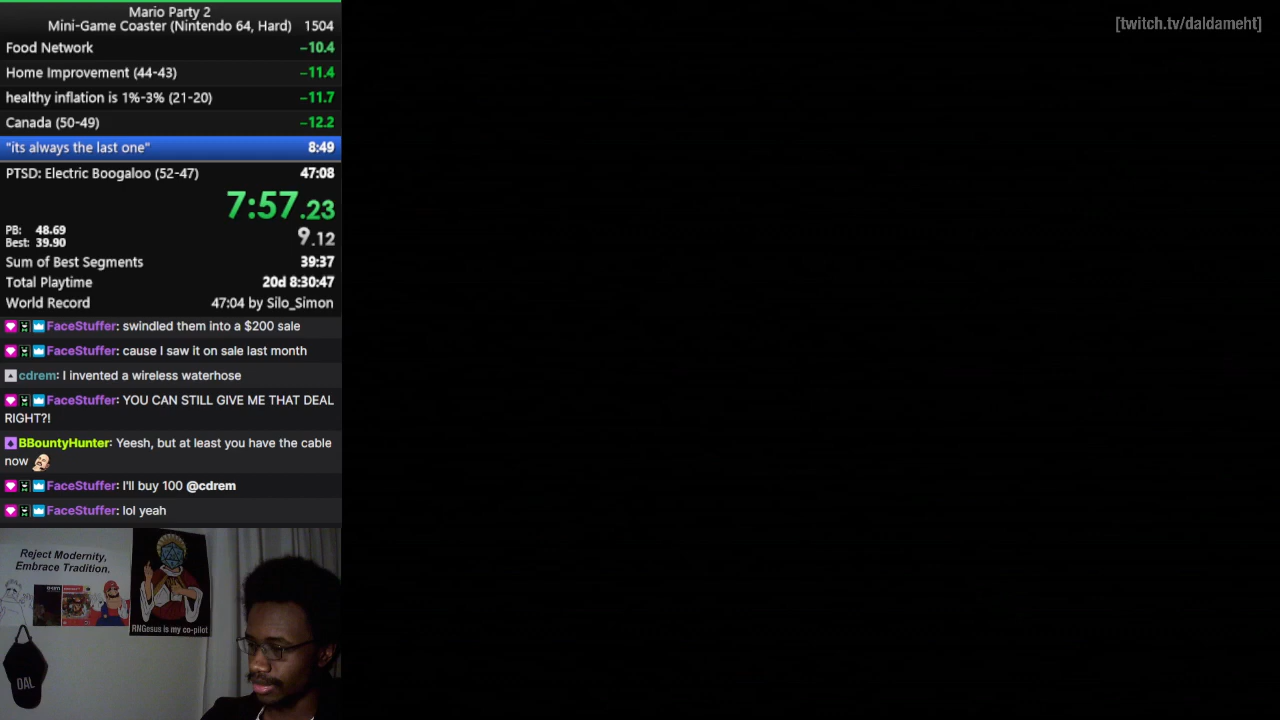 Mario Party 2
Mini-Game Coaster (Nintendo 64, Hard) 1504
[twitch.tv/daldameht]
Food Network −10.4
Home Improvement (44-43) −11.4
healthy inflation is 1%-3% (21-20) −11.7
Canada (50-49) −12.2
"its always the last one" 8:49
PTSD: Electric Boogaloo (52-47) 47:08
7:57.23
PB: 48.69
9.12
Best: 39.90
Sum of Best Segments 39:37
Total Playtime 20d 8:30:47
World Record 47:04 by Silo_Simon
FaceStuffer: swindled them into a $200 sale
FaceStuffer: cause I saw it on sale last month
cdrem: I invented a wireless waterhose
FaceStuffer: YOU CAN STILL GIVE ME THAT DEAL
RIGHT?!
BBountyHunter: Yeesh, but at least you have the cable
now
FaceStuffer: I'll buy 100 @cdrem
FaceStuffer: lol yeah
Reject Modernity,
Embrace Tradition.
RNGesus is my co-pilot
DAL